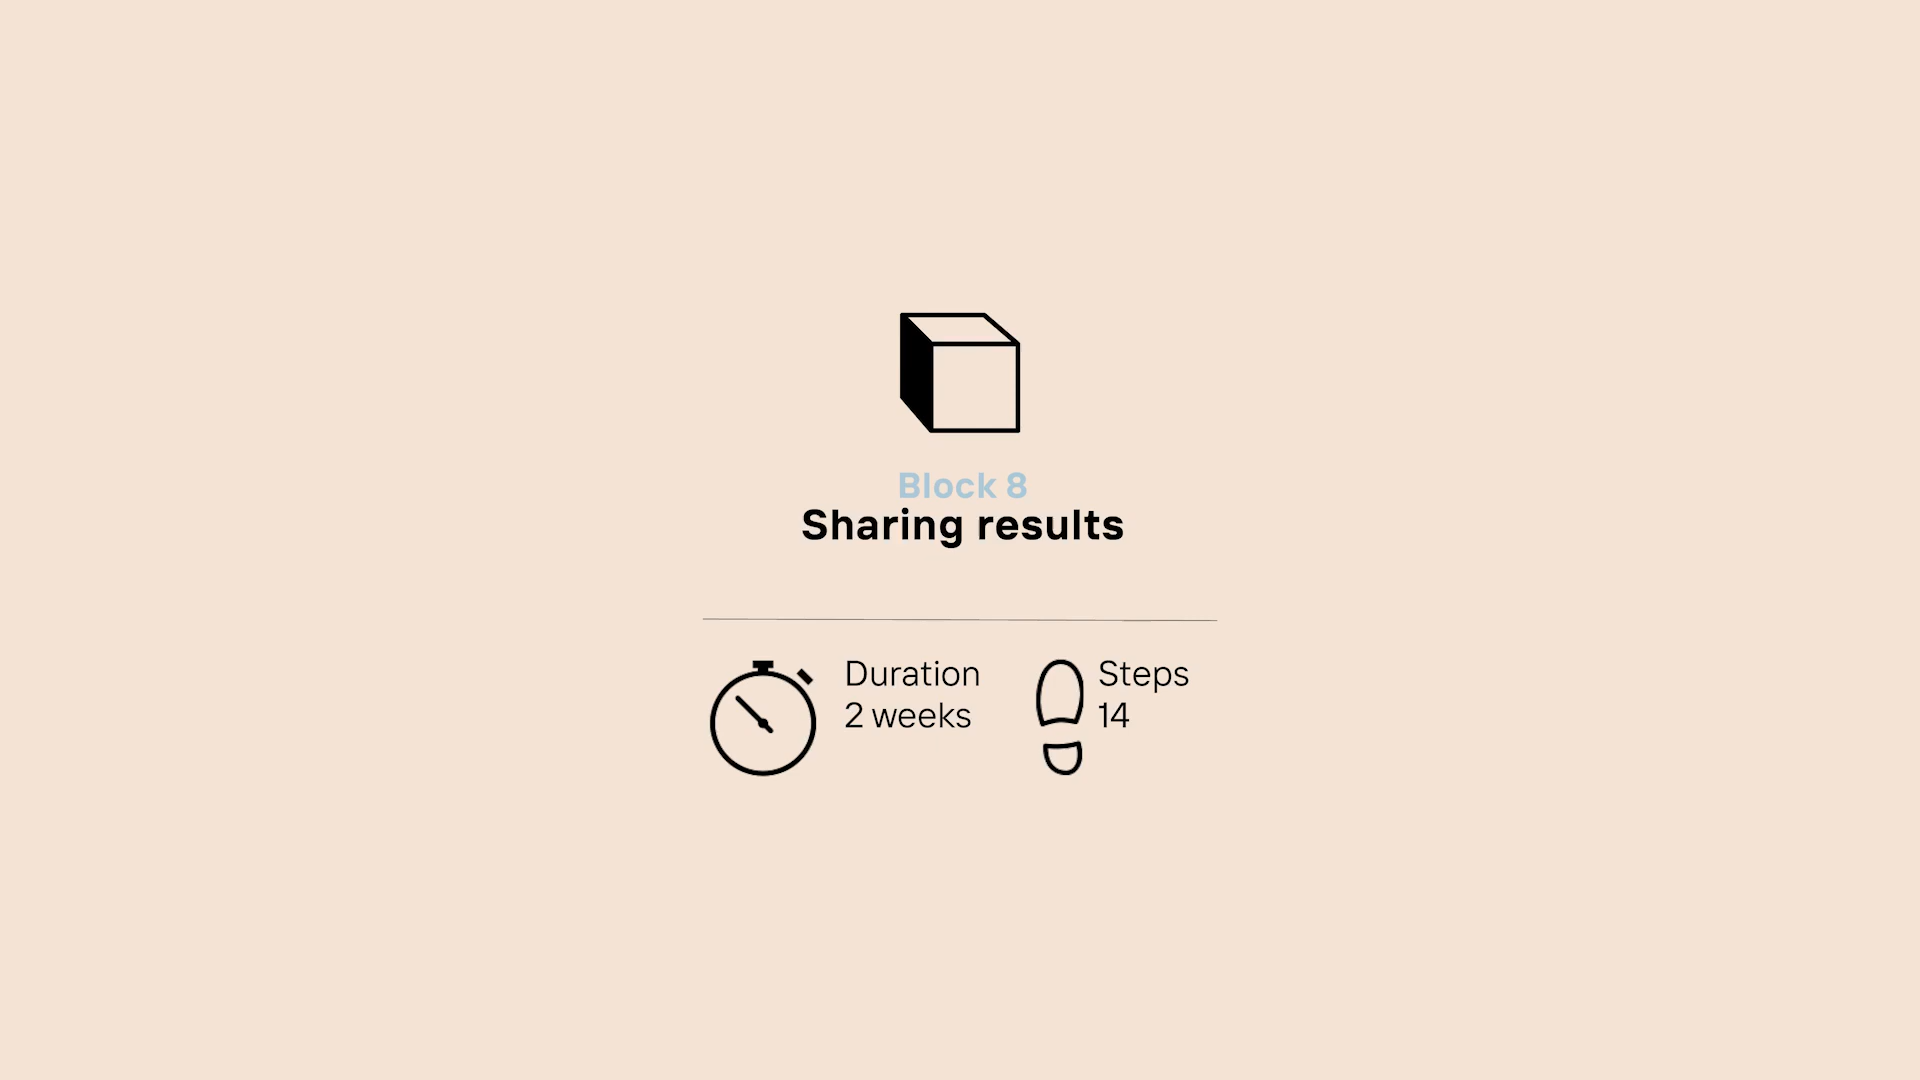 Block 8
Sharing results
Duration
2 weeks
Steps
14